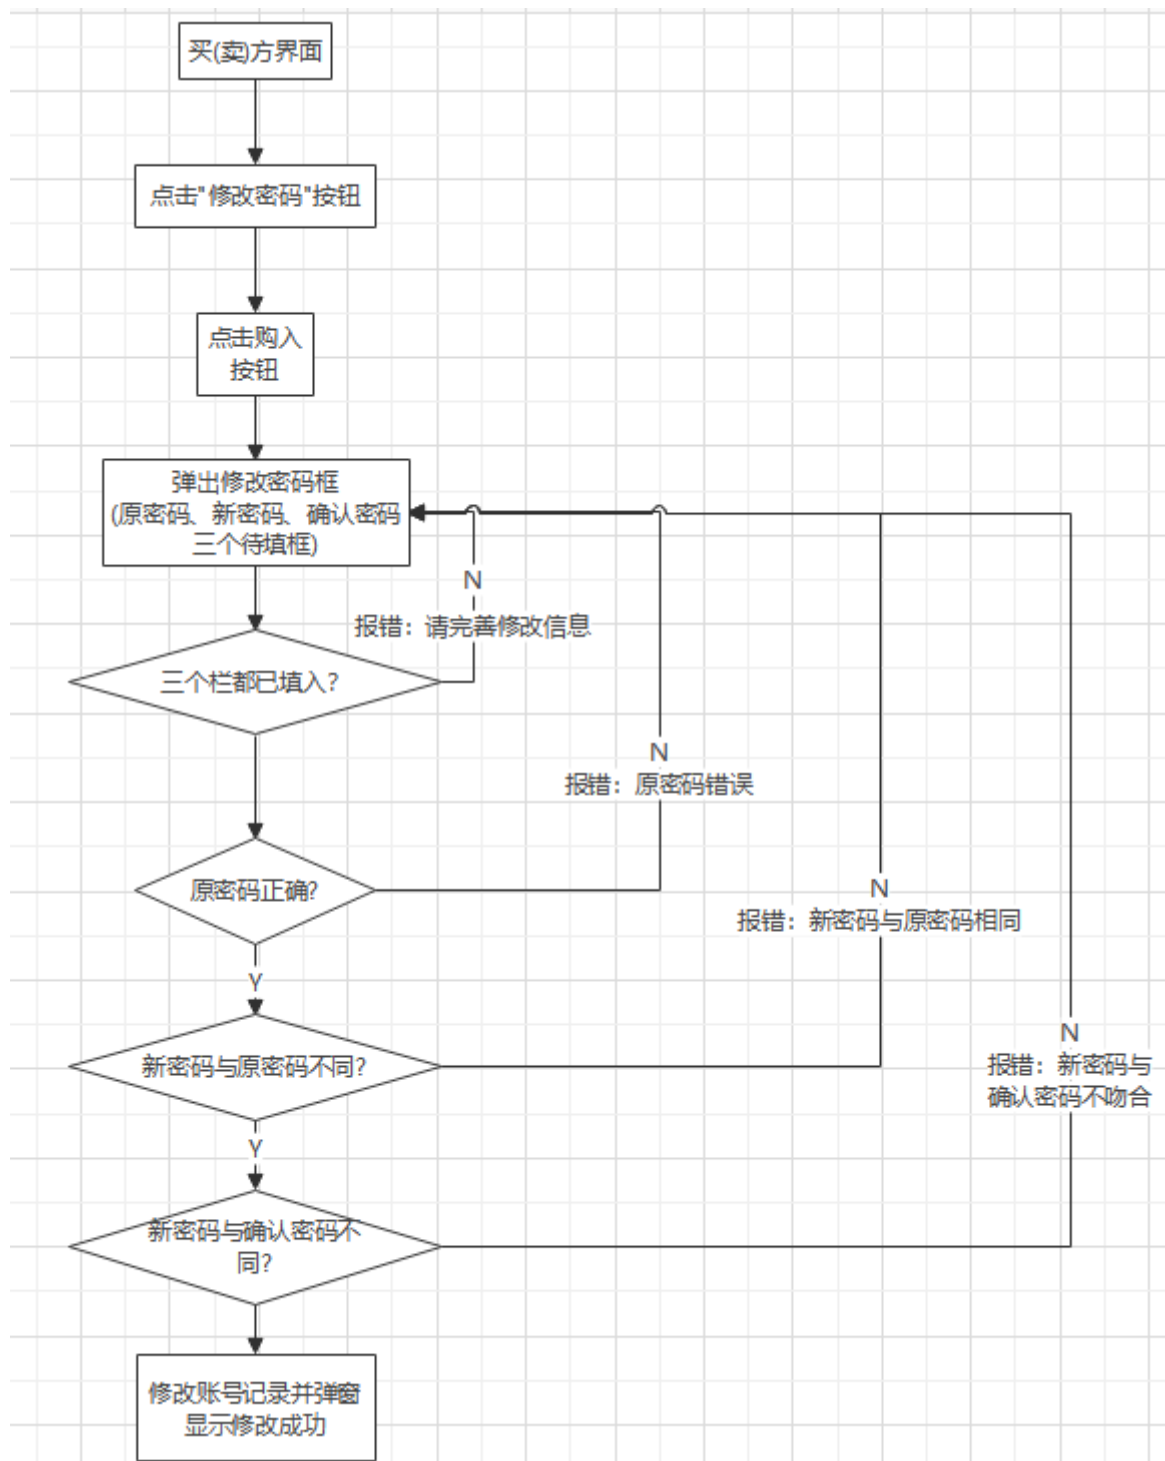 买(卖)方界面
点击"修改密码"按钮
点击购入
按钮
弹出修改密码框
(原密码、新密码、确认密码
三个待填框)
N
报错：请完善修改信息
三个栏都已填入?
N
报错：原密码错误
原密码正确?
N
报错：新密码与原密码相同
Y
新密码与原密码不同?
N
报错：新密码与
确认密码不吻合
Y
新密码与确认密码不
同?
修改账号记录并弹窗
显示修改成功